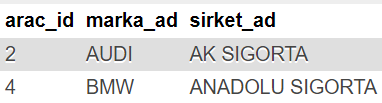 arac_id marka_ad sirket_ad
2 AUDI AK SIGORTA
4 BMW ANADOLU SIGORTA